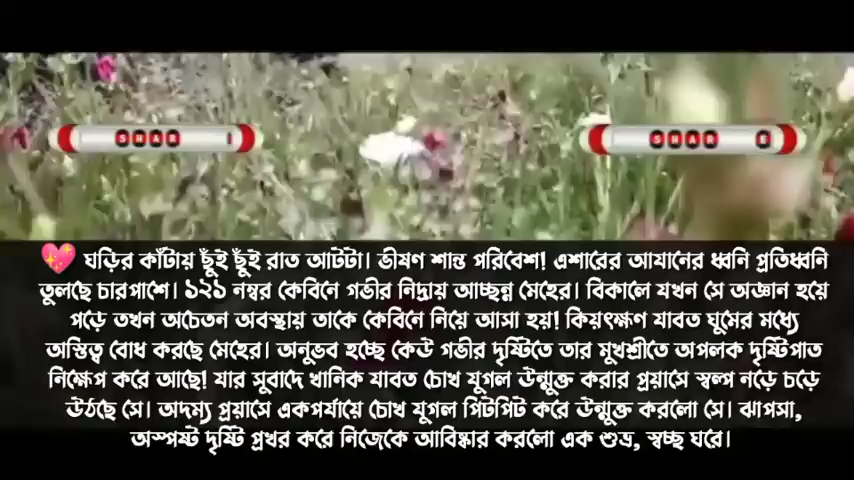 SHAR I
SHAR E
💖 ঘড়ির কাঁটায় ছুঁই ছুঁই রাত আটটা। ভীষণ শান্ত পরিবেশ! এশারের আযানের ধ্বনি প্রতিধ্বনি
তুলছে চারপাশে। ১২১ নম্বর কেবিনে গভীর নিদ্রায় আচ্ছন্ন মেহের। বিকালে যখন সে অজ্ঞান হয়ে
পড়ে তখন অচেতন অবস্থায় তাকে কেবিনে নিয়ে আসা হয়! কিয়ৎক্ষণ যাবত ঘুমের মধ্যে
অস্তিত্ব বোধ করছে মেহের। অনুভব হচ্ছে কেউ গভীর দৃষ্টিতে তার মুখশ্রীতে অপলক দৃষ্টিপাত
নিক্ষেপ করে আছে! যার সুবাদে খানিক যাবত চোখ যুগল উন্মুক্ত করার প্রয়াসে স্বল্প নড়ে চড়ে
উঠছে সে। অদম্য প্রয়াসে একপর্যায়ে চোখ যুগল পিটপিট করে উন্মুক্ত করলো সে। ঝাপসা,
অস্পষ্ট দৃষ্টি প্রখর করে নিজেকে আবিষ্কার করলো এক শুভ্র, স্বচ্ছ ঘরে।